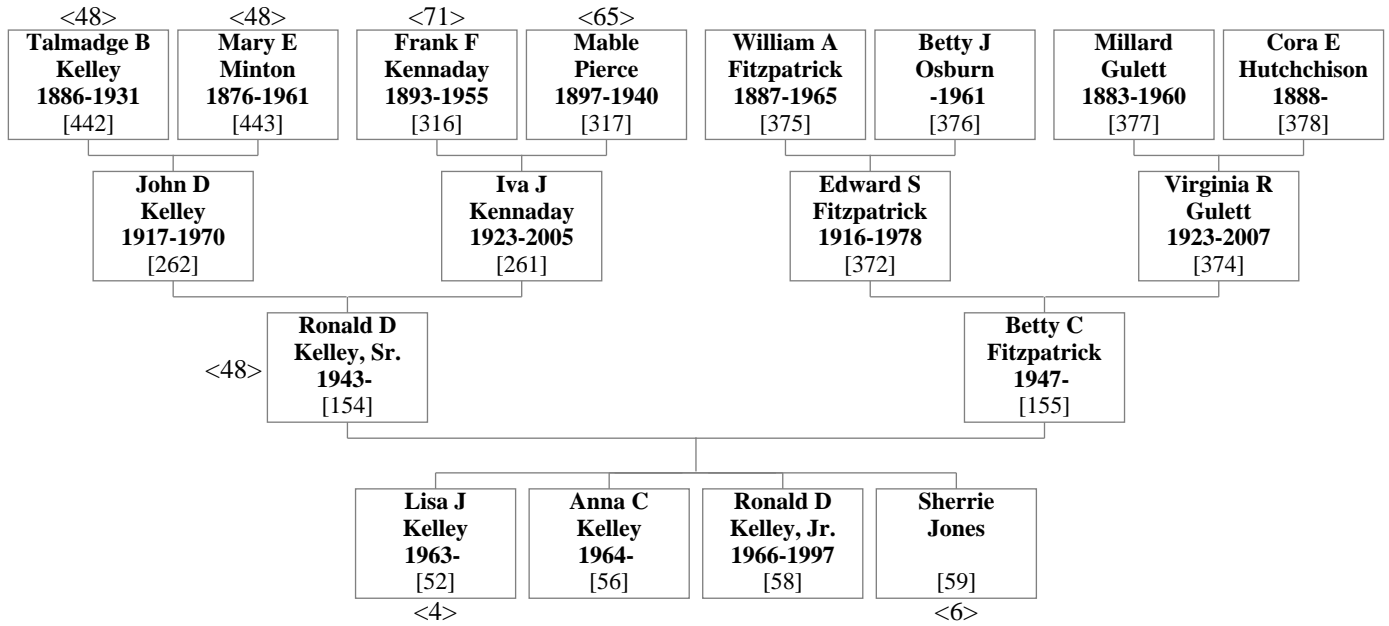 <48>
<48>
<71>
<65>
Talmadge B
Kelley
1886-1931
[442]
Mary E
Minton
1876-1961
[443]
Frank F
Kennaday
1893-1955
[316]
Mable
Pierce
1897-1940
[317]
William A
Fitzpatrick
1887-1965
[375]
Betty J
Osburn
-1961
[376]
Millard
Gulett
1883-1960
[377]
Cora E
Hutchchison
1888-
[378]
John D
Kelley
1917-1970
[262]
Iva J
Kennaday
1923-2005
[261]
Edward S
Fitzpatrick
1916-1978
[372]
Virginia R
Gulett
1923-2007
[374]
<48>
Ronald D
Kelley, Sr.
1943-
[154]
Betty C
Fitzpatrick
1947-
[155]
Lisa J
Kelley
1963-
[52]
Anna C
Kelley
1964-
[56]
Ronald D
Kelley, Jr.
1966-1997
[58]
Sherrie
Jones
[59]
<4>
<6>